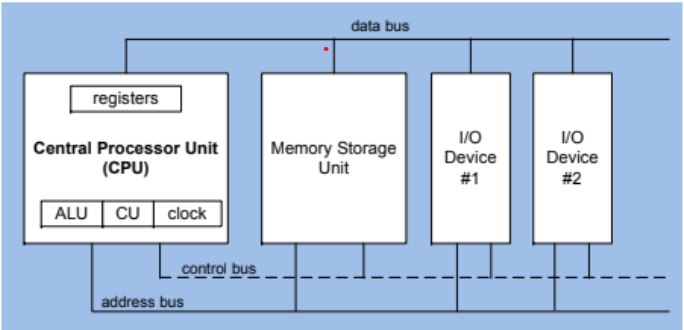 data bus
registers
Central Processor Unit
(CPU)
ALU CU clock
Memory Storage
Unit
I/O
Device
#1
I/O
Device
#2
control bus
address bus